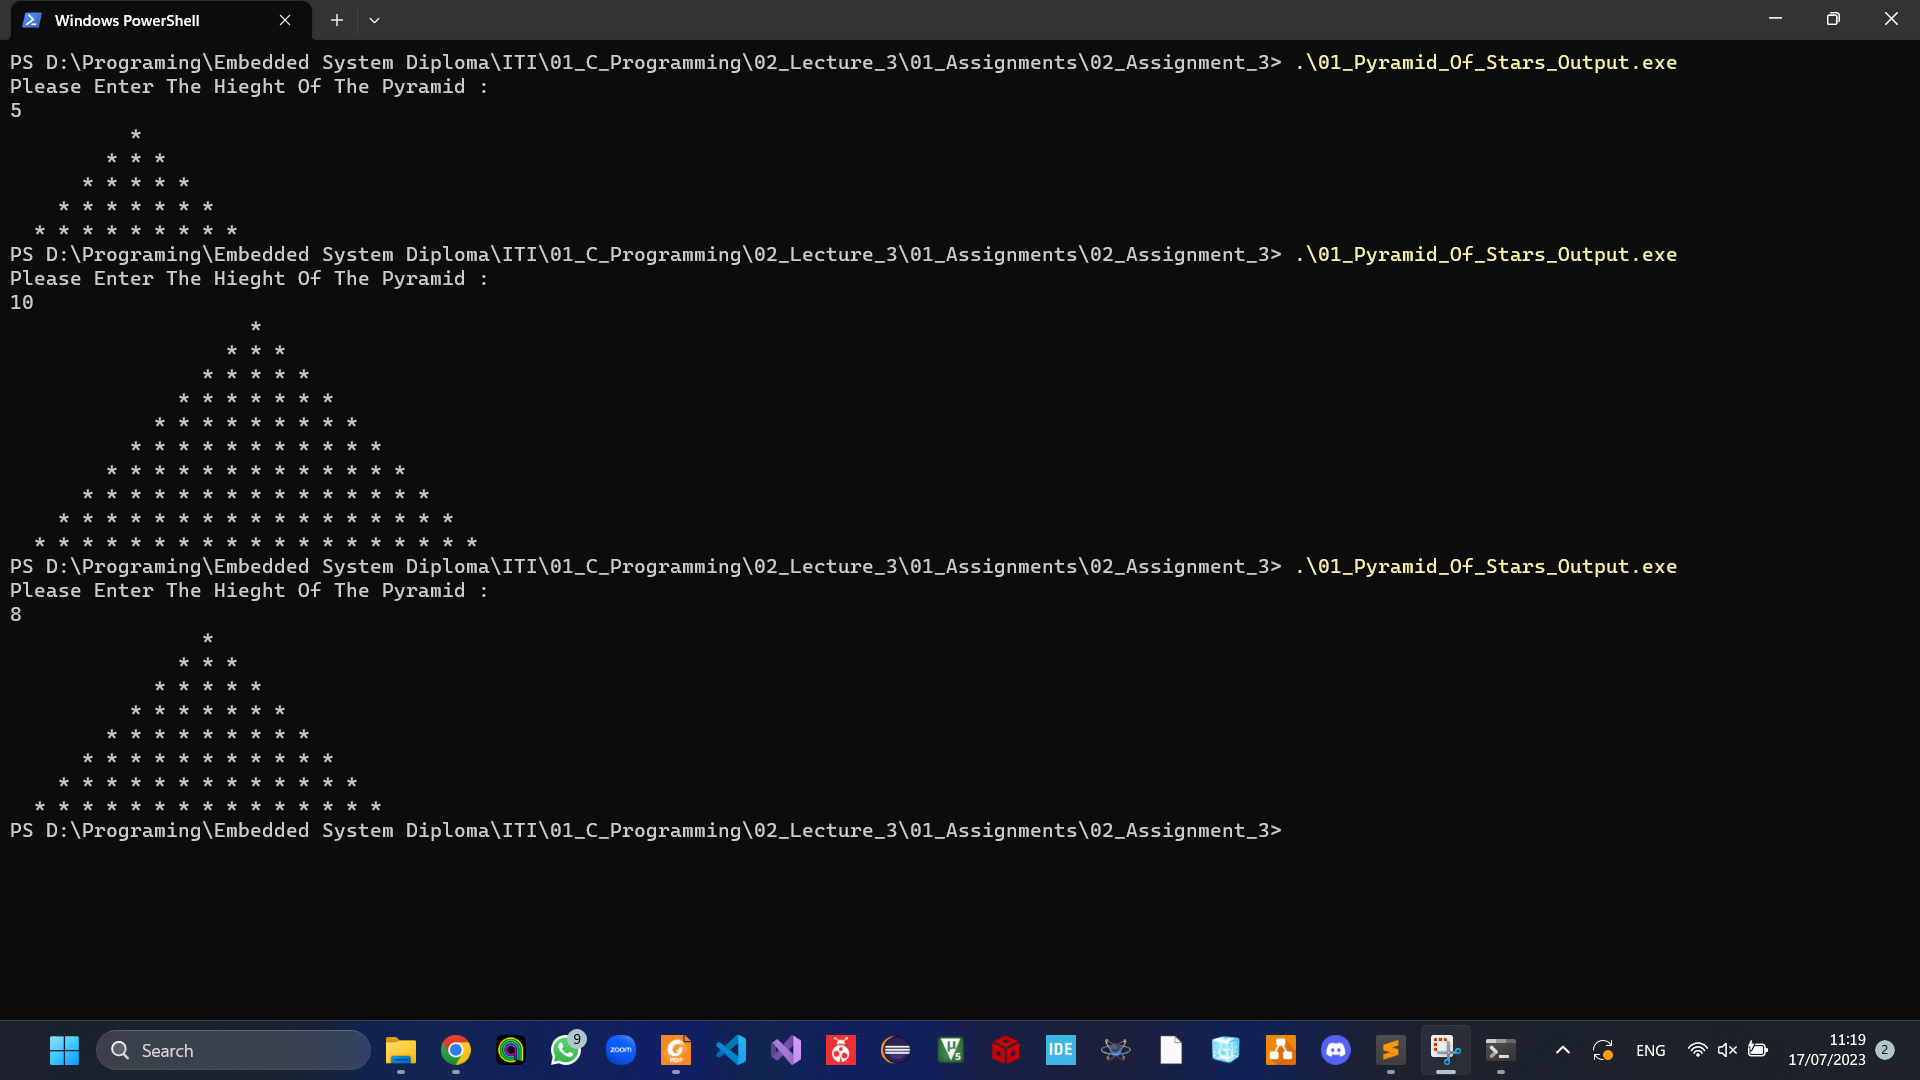 Windows PowerShell
PS D:\Programing\Embedded System Diploma\ITI\01_C_Programming\02_Lecture_3\01_Assignments\02_Assignment_3> .\01_Pyramid_Of_Stars_Output.exe
Please Enter The Hieght Of The Pyramid :
5
          *
        * * *
      * * * * *
    * * * * * * *
  * * * * * * * * *
PS D:\Programing\Embedded System Diploma\ITI\01_C_Programming\02_Lecture_3\01_Assignments\02_Assignment_3> .\01_Pyramid_Of_Stars_Output.exe
Please Enter The Hieght Of The Pyramid :
10
                    *
                  * * *
                * * * * *
              * * * * * * *
            * * * * * * * * *
          * * * * * * * * * * *
        * * * * * * * * * * * * *
      * * * * * * * * * * * * * * *
    * * * * * * * * * * * * * * * * *
  * * * * * * * * * * * * * * * * * * *
PS D:\Programing\Embedded System Diploma\ITI\01_C_Programming\02_Lecture_3\01_Assignments\02_Assignment_3> .\01_Pyramid_Of_Stars_Output.exe
Please Enter The Hieght Of The Pyramid :
8
                *
              * * *
            * * * * *
          * * * * * * *
        * * * * * * * * *
      * * * * * * * * * * *
    * * * * * * * * * * * * *
  * * * * * * * * * * * * * * *
PS D:\Programing\Embedded System Diploma\ITI\01_C_Programming\02_Lecture_3\01_Assignments\02_Assignment_3>
Search
9
zoom
PDF
V5
IDE
ENG
11:19
17/07/2023
2